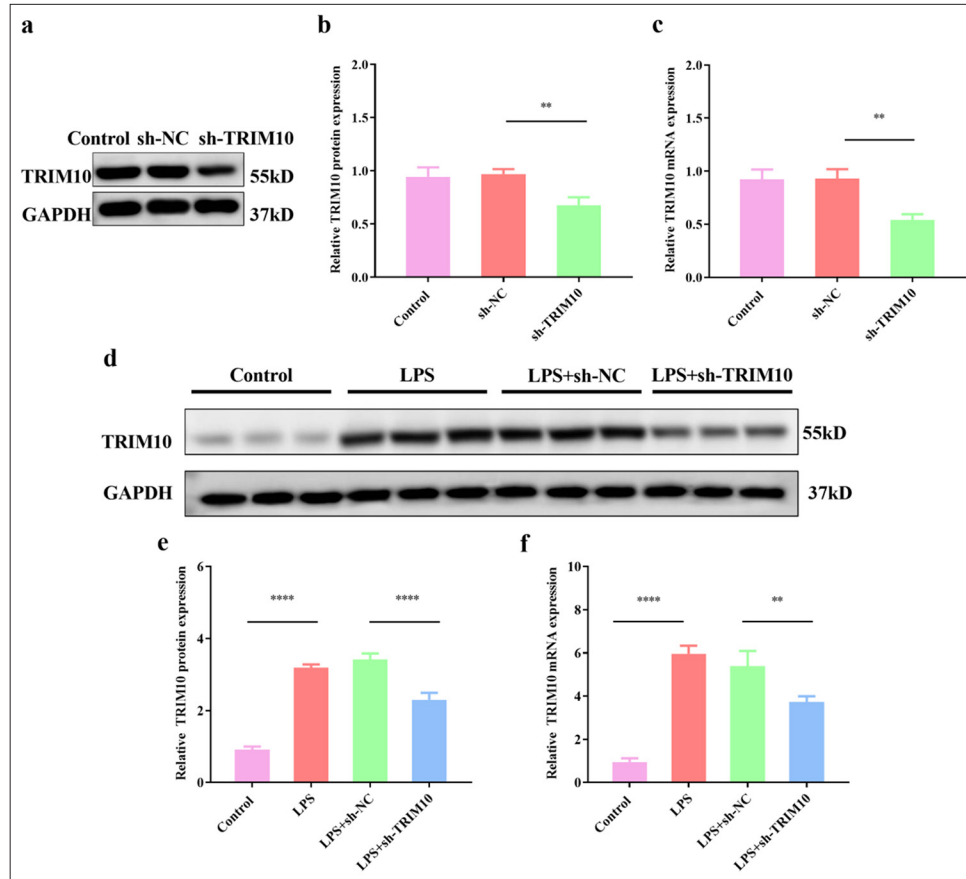 a
Control sh-NC sh-TRIM10
TRIM10
55kD
GAPDH
37kD
b
Relative TRIM10 protein expression
2.0
1.5
1.0
0.5
0.0
**
Control
sh-NC
sh-TRIM10
c
Relative TRIM10 mRNA expression
2.0
1.5
1.0
0.5
0.0
**
Control
sh-NC
sh-TRIM10
d
Control LPS LPS+sh-NC LPS+sh-TRIM10
TRIM10
55kD
GAPDH
37kD
e
Relative TRIM10 protein expression
6
4
2
0
**** ****
Control
LPS
LPS+sh-NC
LPS+sh-TRIM10
f
Relative TRIM10 mRNA expression
10
8
6
4
2
0
**** **
Control
LPS
LPS+sh-NC
LPS+sh-TRIM10